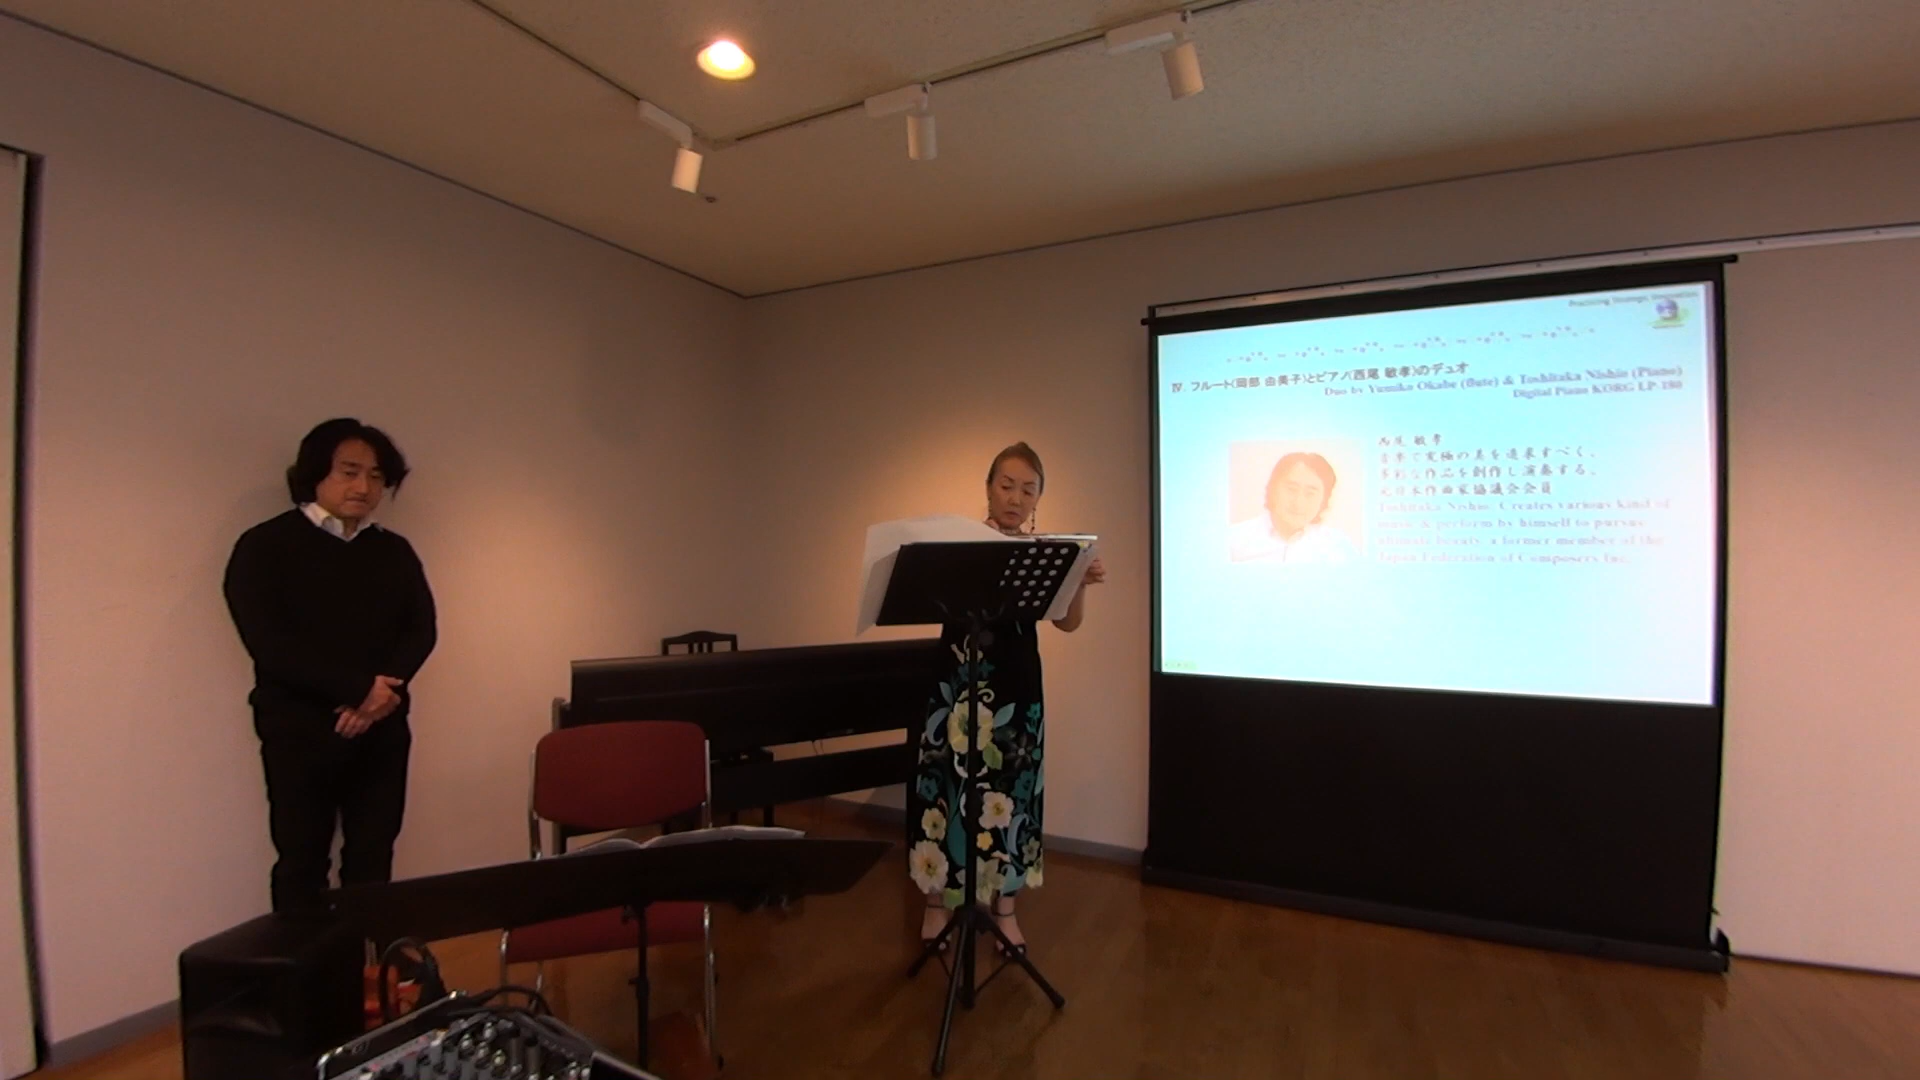 Practicing Strategic
Ⅳ. フルート(岡部 由美子)とピアノ(西尾 敏孝)のデュオ
Duo by Yumiko Okabe (flute) & Toshitaka Nishio (Piano)
Digital Piano KORG LP-180
西尾 敏孝
音楽で究極の美を追求すべく、
多彩な作品を創作し演奏する。
元日本作曲家協議会会員
Toshitaka Nishio: Creates various kind of
music & perform by himself to pursue
ultimate beauty. a former member of the
Japan Federation of Composers Inc.